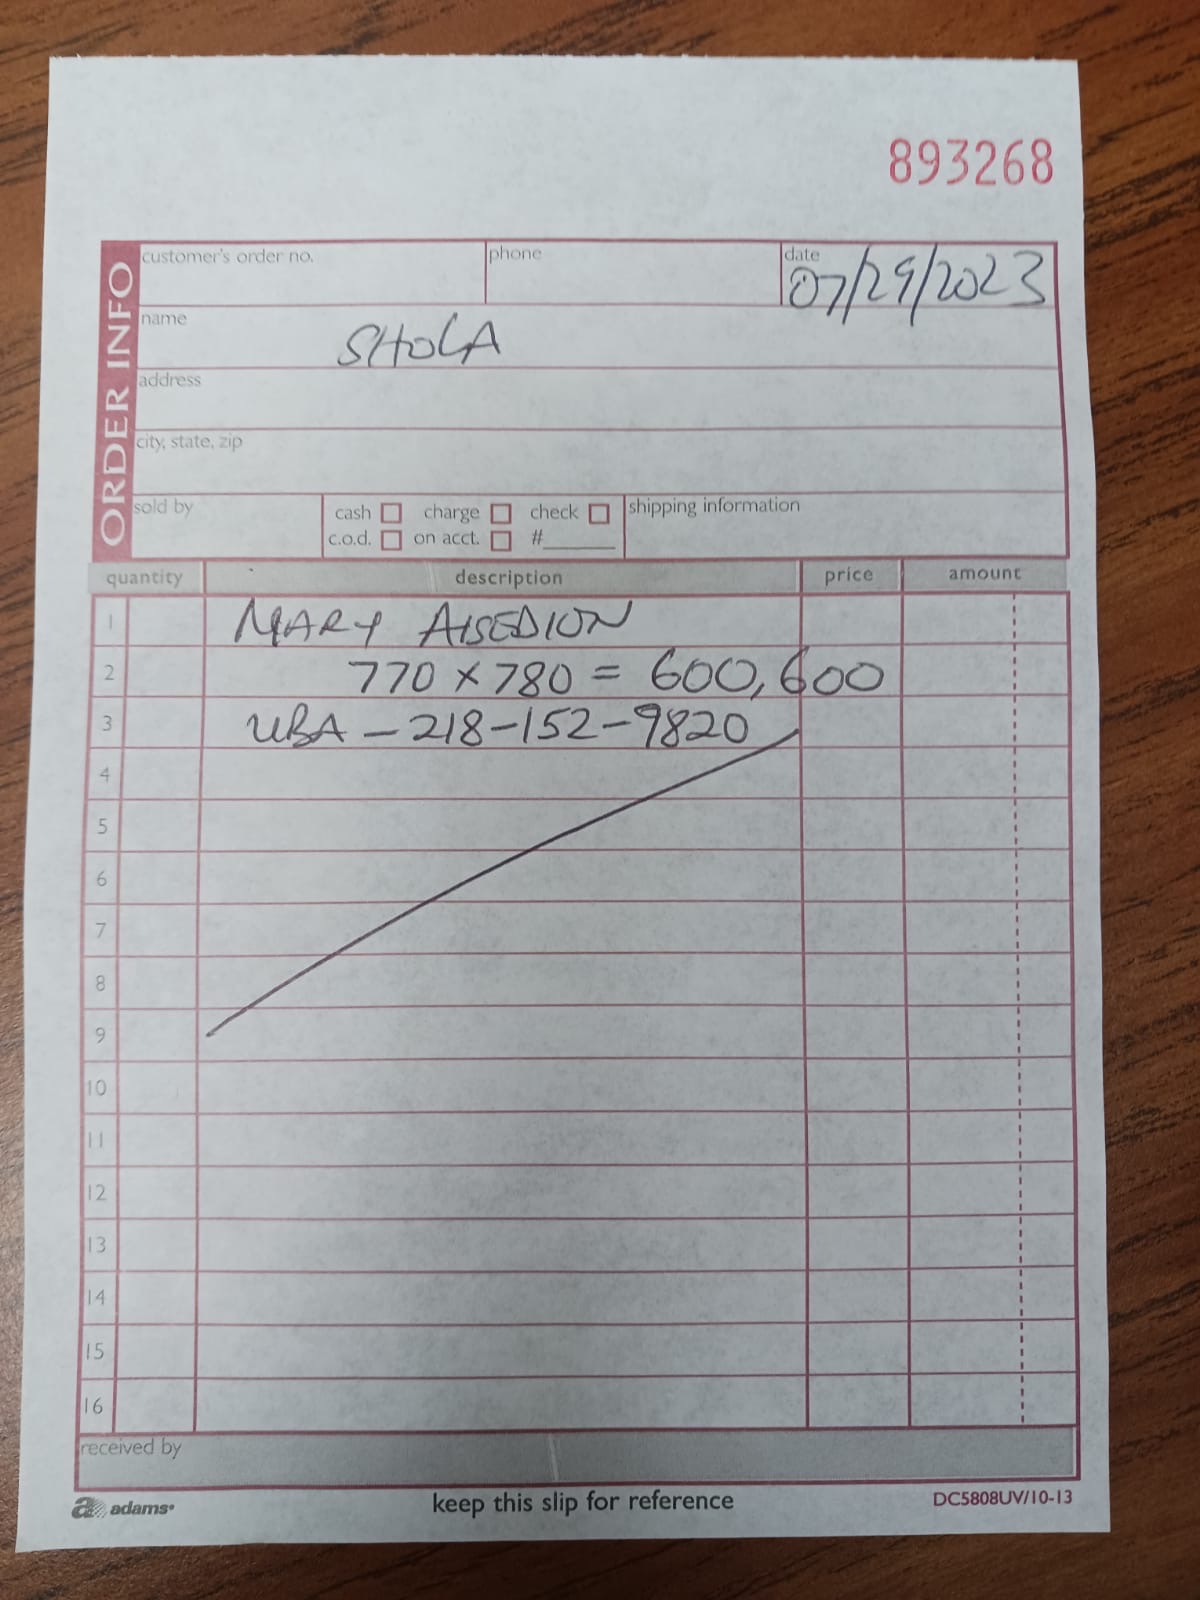 893268
ORDER INFO
customer's order no. phone date 07/29/2023
name SHOLA
address
city, state, zip
sold by cash charge check shipping information
c.o.d. on acct. #
quantity description price amount
1 MARY AISEDION
2 770 x 780 = 600,600
3 UBA - 218-152-9820
4
5
6
7
8
9
10
11
12
13
14
15
16
received by
a adams keep this slip for reference DC5808UV/10-13